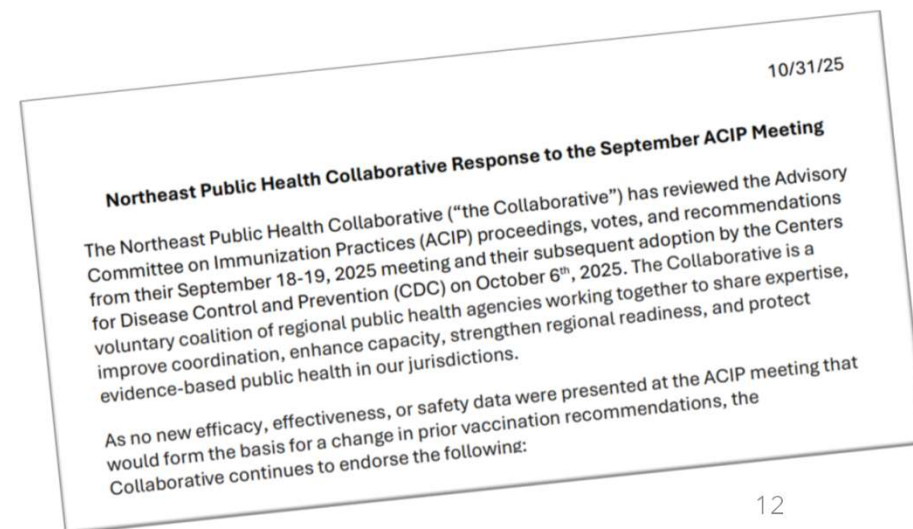 10/31/25
Northeast Public Health Collaborative Response to the September ACIP Meeting
The Northeast Public Health Collaborative (“the Collaborative”) has reviewed the Advisory
Committee on Immunization Practices (ACIP) proceedings, votes, and recommendations
from their September 18-19, 2025 meeting and their subsequent adoption by the Centers
for Disease Control and Prevention (CDC) on October 6th, 2025. The Collaborative is a
voluntary coalition of regional public health agencies working together to share expertise,
improve coordination, enhance capacity, strengthen regional readiness, and protect
evidence-based public health in our jurisdictions.
As no new efficacy, effectiveness, or safety data were presented at the ACIP meeting that
would form the basis for a change in prior vaccination recommendations, the
Collaborative continues to endorse the following:
12